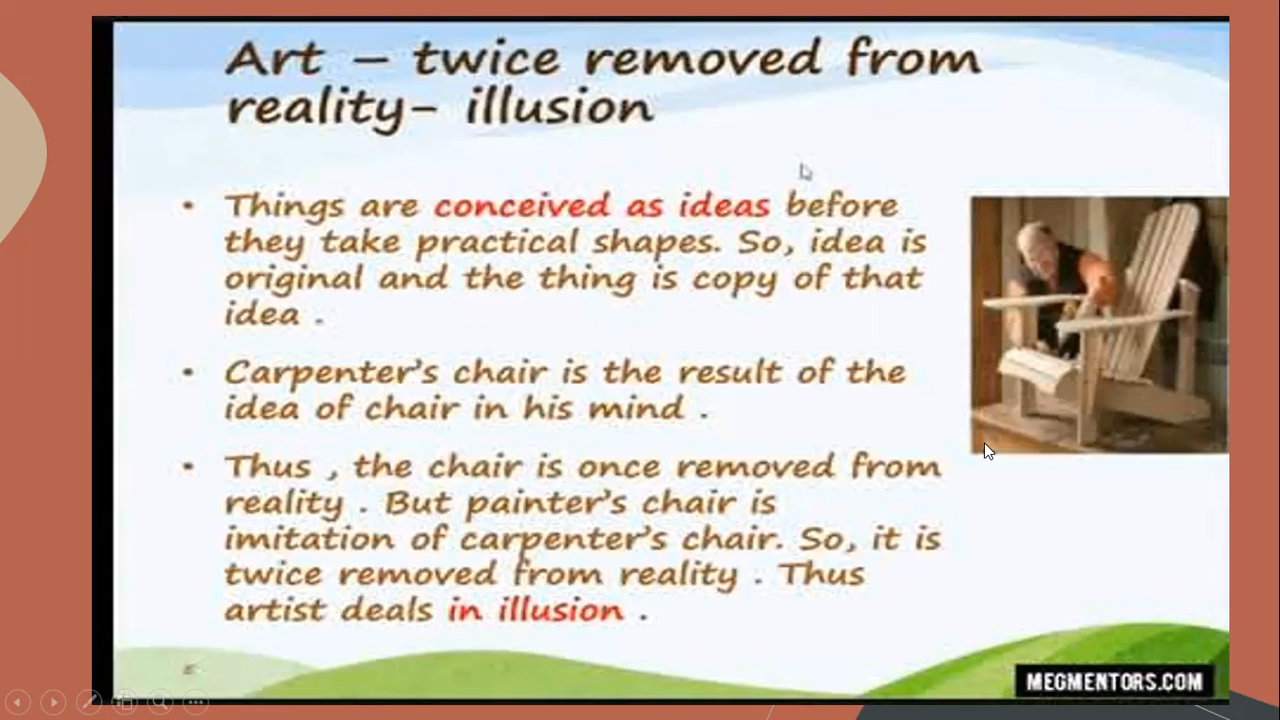 Art – twice removed from
reality– illusion
• Things are conceived as ideas before
they take practical shapes. So, idea is
original and the thing is copy of that
idea .
• Carpenter’s chair is the result of the
idea of chair in his mind .
• Thus , the chair is once removed from
reality . But painter’s chair is
imitation of carpenter’s chair. So, it is
twice removed from reality . Thus
artist deals in illusion .
MEGMENTORS.COM